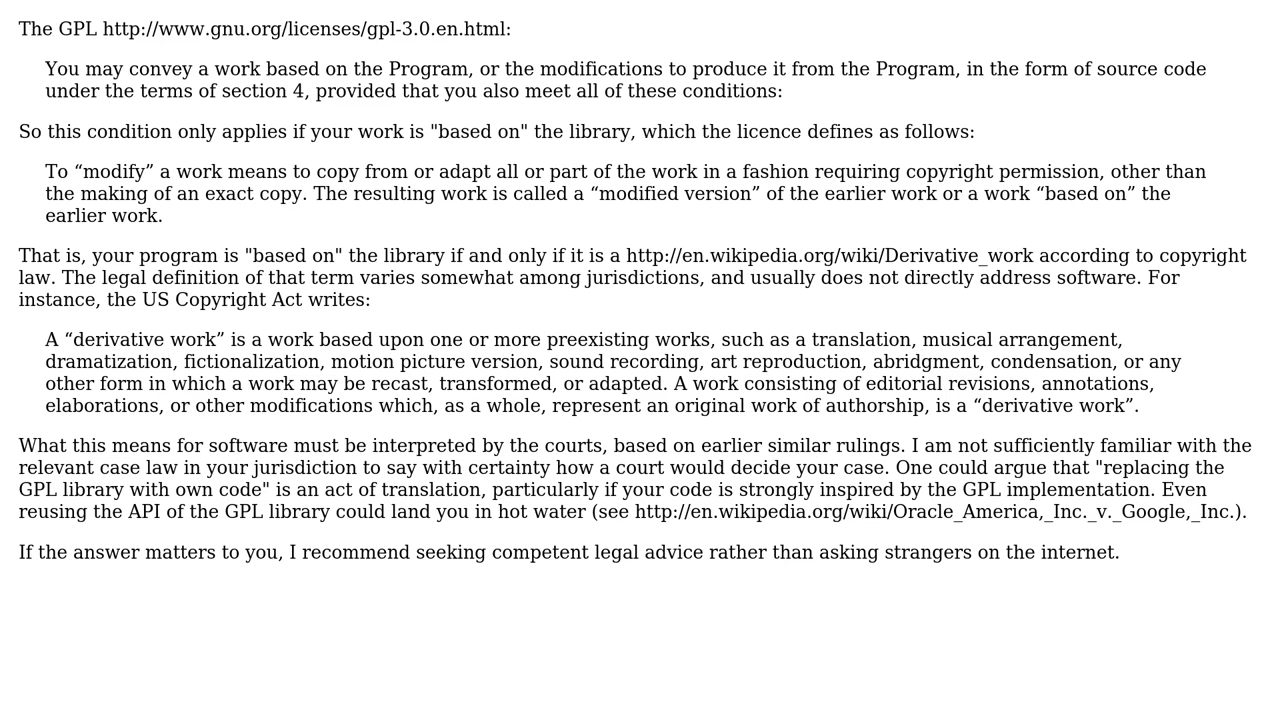 The GPL http://www.gnu.org/licenses/gpl-3.0.en.html:
You may convey a work based on the Program, or the modifications to produce it from the Program, in the form of source code
under the terms of section 4, provided that you also meet all of these conditions:
So this condition only applies if your work is "based on" the library, which the licence defines as follows:
To “modify” a work means to copy from or adapt all or part of the work in a fashion requiring copyright permission, other than
the making of an exact copy. The resulting work is called a “modified version” of the earlier work or a work “based on” the
earlier work.
That is, your program is "based on" the library if and only if it is a http://en.wikipedia.org/wiki/Derivative_work according to copyright
law. The legal definition of that term varies somewhat among jurisdictions, and usually does not directly address software. For
instance, the US Copyright Act writes:
A “derivative work” is a work based upon one or more preexisting works, such as a translation, musical arrangement,
dramatization, fictionalization, motion picture version, sound recording, art reproduction, abridgment, condensation, or any
other form in which a work may be recast, transformed, or adapted. A work consisting of editorial revisions, annotations,
elaborations, or other modifications which, as a whole, represent an original work of authorship, is a “derivative work”.
What this means for software must be interpreted by the courts, based on earlier similar rulings. I am not sufficiently familiar with the
relevant case law in your jurisdiction to say with certainty how a court would decide your case. One could argue that "replacing the
GPL library with own code" is an act of translation, particularly if your code is strongly inspired by the GPL implementation. Even
reusing the API of the GPL library could land you in hot water (see http://en.wikipedia.org/wiki/Oracle_America,_Inc._v._Google,_Inc.).
If the answer matters to you, I recommend seeking competent legal advice rather than asking strangers on the internet.